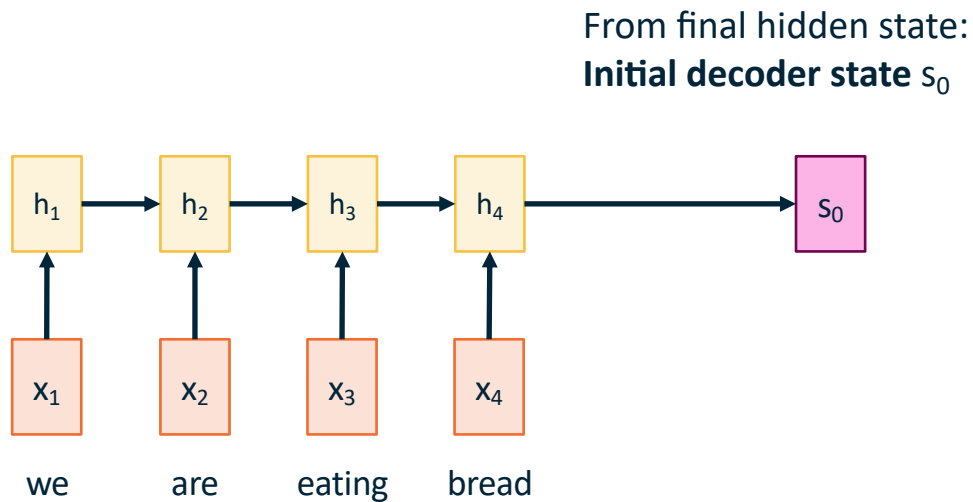 From final hidden state:
Initial decoder state s₀
h₁ h₂ h₃ h₄ s₀
x₁ x₂ x₃ x₄
we are eating bread